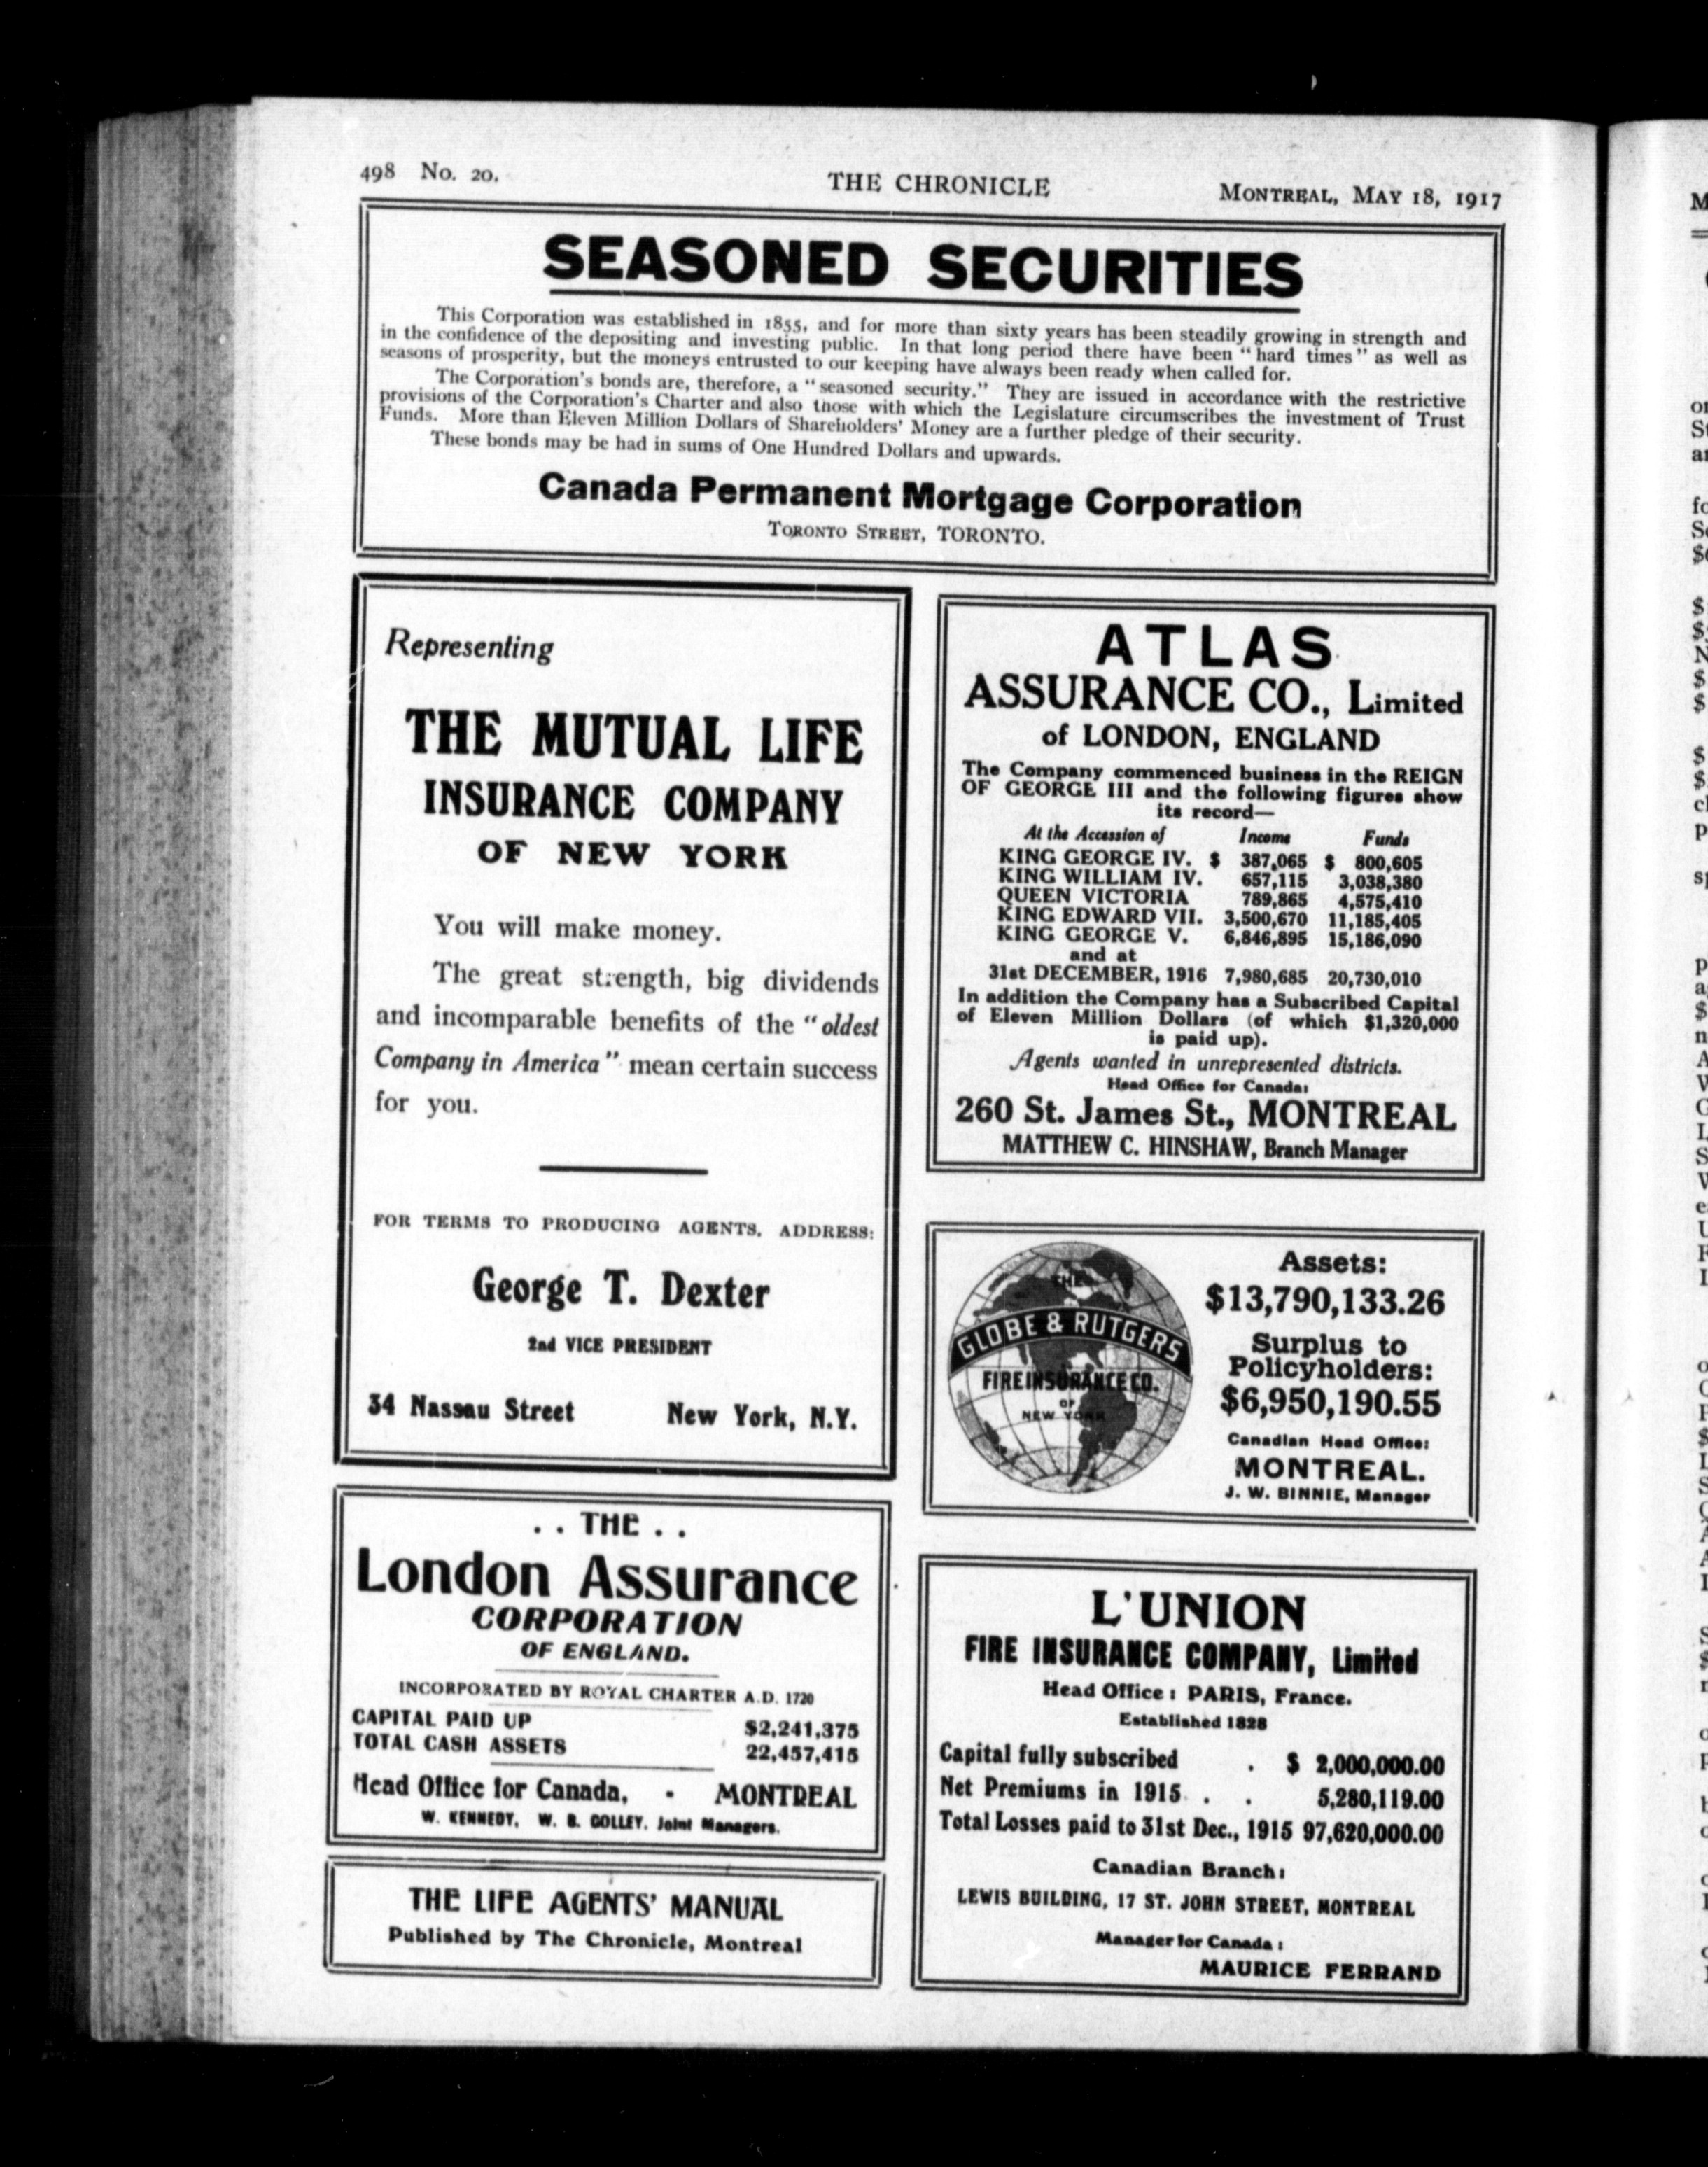 498 No. 20.
THE CHRONICLE
MONTREAL, MAY 18, 1917
SEASONED SECURITIES
This Corporation was established in 1855, and for more than sixty years has been steadily growing in strength and
in the confidence of the depositing and investing public. In that long period there have been "hard times" as well as
seasons of prosperity, but the moneys entrusted to our keeping have always been ready when called for.
The Corporation's bonds are, therefore, a "seasoned security." They are issued in accordance with the restrictive
provisions of the Corporation's Charter and also those with which the Legislature circumscribes the investment of Trust
Funds. More than Eleven Million Dollars of Shareholders' Money are a further pledge of their security.
These bonds may be had in sums of One Hundred Dollars and upwards.
Canada Permanent Mortgage Corporation
TORONTO STREET, TORONTO.
Representing
THE MUTUAL LIFE
INSURANCE COMPANY
OF NEW YORK
You will make money.
The great strength, big dividends
and incomparable benefits of the "oldest
Company in America" mean certain success
for you.
FOR TERMS TO PRODUCING AGENTS, ADDRESS:
George T. Dexter
2nd VICE PRESIDENT
34 Nassau Street New York, N.Y.
. . THE . .
London Assurance
CORPORATION
OF ENGLAND.
INCORPORATED BY ROYAL CHARTER A.D. 1720
CAPITAL PAID UP $2,241,375
TOTAL CASH ASSETS 22,457,415
Head Office for Canada, - MONTREAL
W. KENNEDY, W. B. COLLEY, Joint Managers.
THE LIFE AGENTS' MANUAL
Published by The Chronicle, Montreal
ATLAS
ASSURANCE CO., Limited
of LONDON, ENGLAND
The Company commenced business in the REIGN
OF GEORGE III and the following figures show
its record—
At the Accession of Income Funds
KING GEORGE IV. $ 387,065 $ 800,605
KING WILLIAM IV. 657,115 3,038,380
QUEEN VICTORIA 789,865 4,575,410
KING EDWARD VII. 3,500,670 11,185,405
KING GEORGE V. 6,846,895 15,186,090
and at
31st DECEMBER, 1916 7,980,685 20,730,010
In addition the Company has a Subscribed Capital
of Eleven Million Dollars (of which $1,320,000
is paid up).
Agents wanted in unrepresented districts.
Head Office for Canada:
260 St. James St., MONTREAL
MATTHEW C. HINSHAW, Branch Manager
THE
GLOBE & RUTGERS
FIRE INSURANCE CO.
OF
NEW YORK
Assets:
$13,790,133.26
Surplus to
Policyholders:
$6,950,190.55
Canadian Head Office:
MONTREAL.
J. W. BINNIE, Manager
L'UNION
FIRE INSURANCE COMPANY, Limited
Head Office: PARIS, France.
Established 1828
Capital fully subscribed . $ 2,000,000.00
Net Premiums in 1915 . . 5,280,119.00
Total Losses paid to 31st Dec., 1915 97,620,000.00
Canadian Branch:
LEWIS BUILDING, 17 ST. JOHN STREET, MONTREAL
Manager for Canada:
MAURICE FERRAND